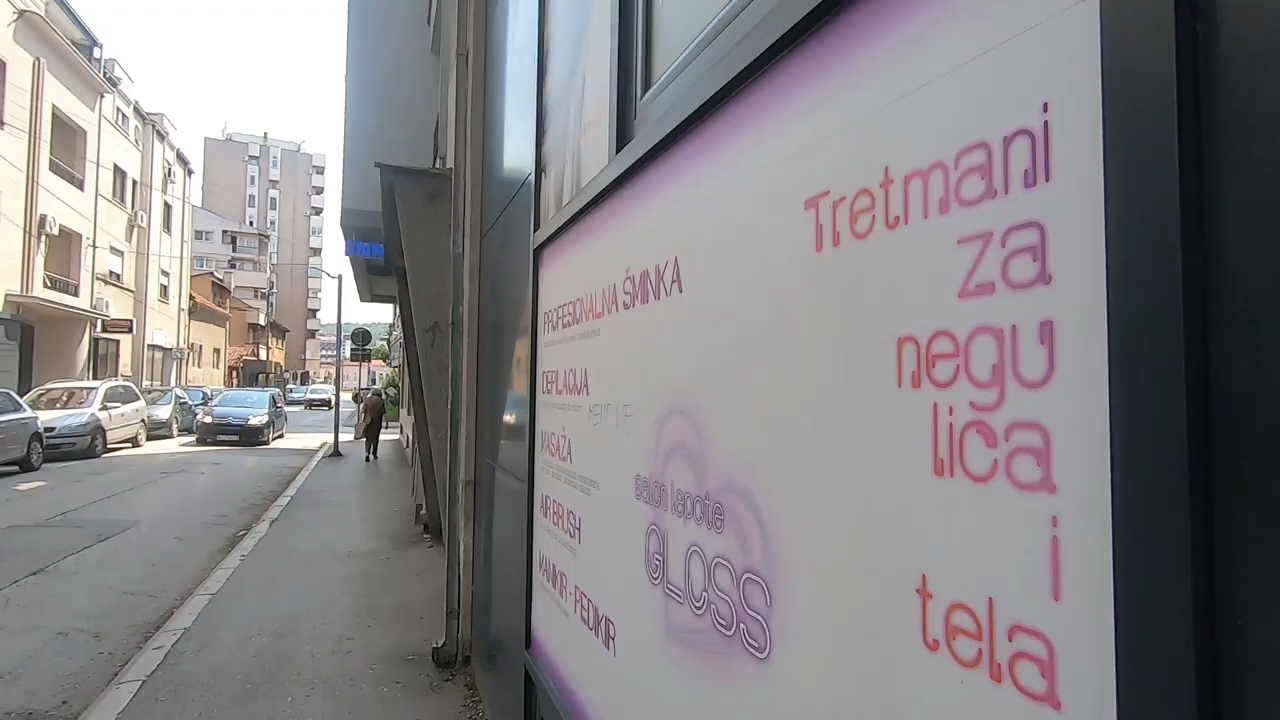 PROFESIONALNA ŠMINKA
DEPILACIJA
MASAŽA
AIR BRUSH
MANIKIR · PEDIKIR
salon lepote
GLOSS
Tretmani
za
negu
lica
i
tela